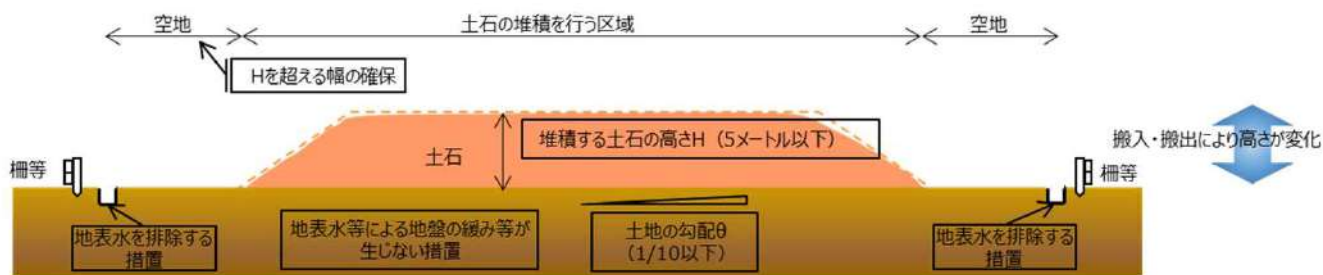 空地
土石の堆積を行う区域
空地
Hを超える幅の確保
堆積する土石の高さH（5メートル以下）
土石
搬入・搬出により高さが変化
柵等
柵等
地表水を排除する
措置
地表水等による地盤の緩み等が
生じない措置
土地の勾配θ
（1/10以下）
地表水を排除する
措置